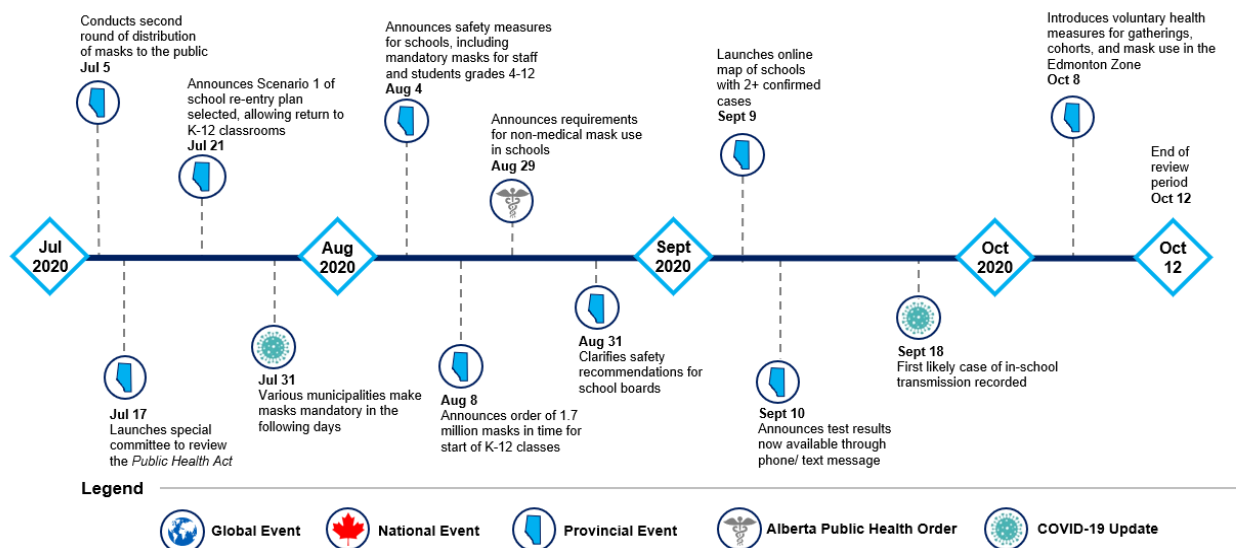 Conducts second
round of distribution
of masks to the public
Jul 5
Announces Scenario 1 of
school re-entry plan
selected, allowing return to
K-12 classrooms
Jul 21
Announces safety measures
for schools, including
mandatory masks for staff
and students grades 4-12
Aug 4
Announces requirements
for non-medical mask use
in schools
Aug 29
Launches online
map of schools
with 2+ confirmed
cases
Sept 9
Introduces voluntary health
measures for gatherings,
cohorts, and mask use in the
Edmonton Zone
Oct 8
End of
review
period
Oct 12
Jul
2020
Aug
2020
Sept
2020
Oct
2020
Oct
12
Jul 17
Launches special
committee to review
the Public Health Act
Jul 31
Various municipalities make
masks mandatory in the
following days
Aug 8
Announces order of 1.7
million masks in time for
start of K-12 classes
Aug 31
Clarifies safety
recommendations for
school boards
Sept 10
Announces test results
now available through
phone/ text message
Sept 18
First likely case of in-school
transmission recorded
Legend
Global Event
National Event
Provincial Event
Alberta Public Health Order
COVID-19 Update